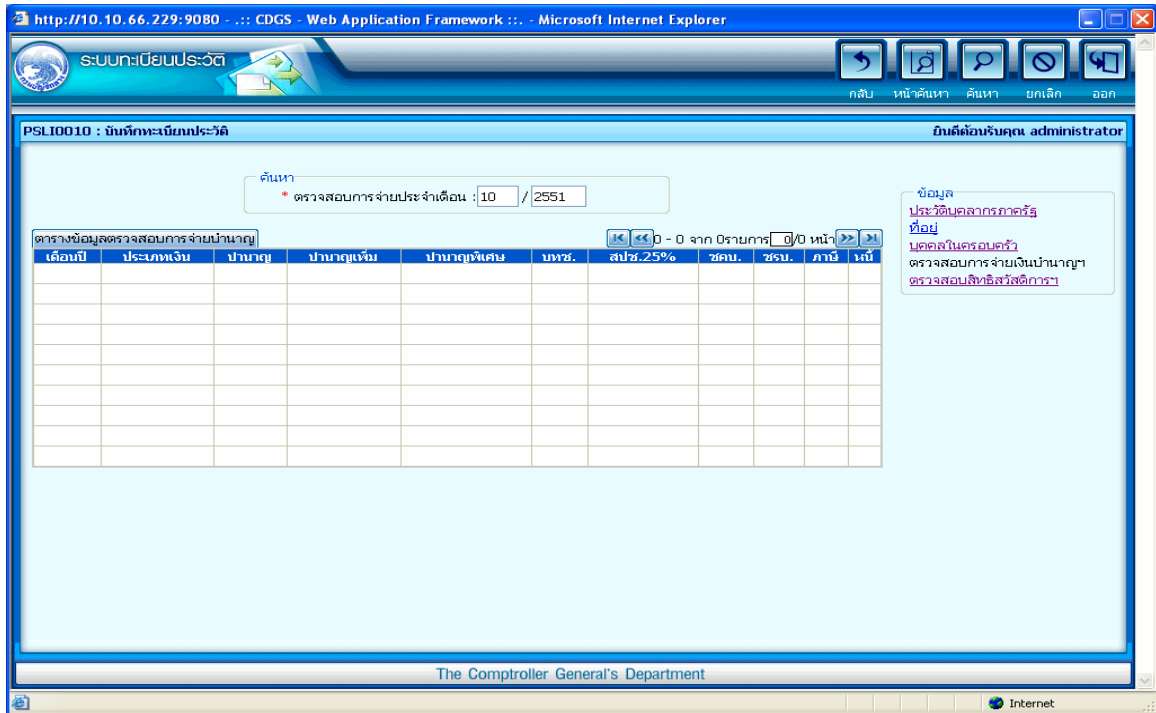 http://10.10.66.229:9080 - .:: CDGS - Web Application Framework ::. - Microsoft Internet Explorer
ระบบทะเบียนประวัติ
กลับ หน้าค้นหา ค้นหา ยกเลิก ออก
PSLI0010 : บันทึกทะเบียนประวัติ ยินดีต้อนรับคุณ administrator
ค้นหา
* ตรวจสอบการจ่ายประจำเดือน : 10 / 2551
ข้อมูล
ประวัติบุคลากรภาครัฐ
ที่อยู่
บุคคลในครอบครัว
ตรวจสอบการจ่ายเงินบำนาญฯ
ตรวจสอบสิทธิสวัสดิการฯ
ตารางข้อมูลตรวจสอบการจ่ายบำนาญ 0 - 0 จาก 0รายการ 0/0 หน้า
เดือนปี ประเภทเงิน บำนาญ บำนาญเพิ่ม บำนาญพิเศษ บทช. สปช.25% ชคบ. ชรบ. ภาษี หนี้
The Comptroller General's Department
Internet